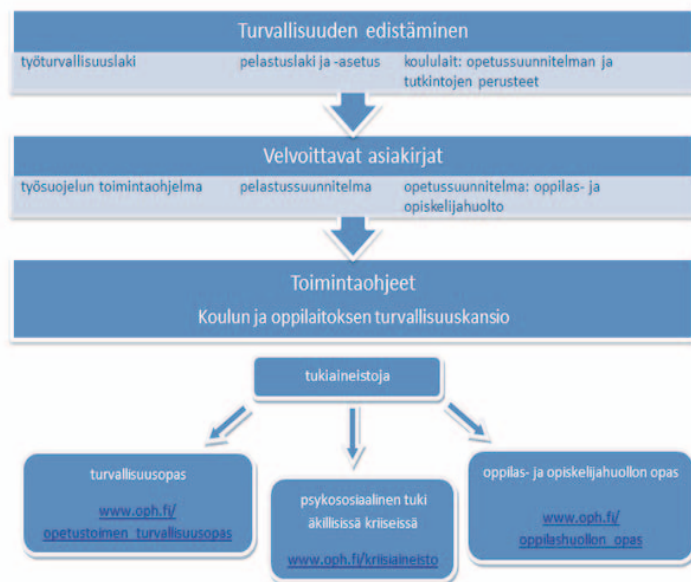 Turvallisuuden edistäminen
työturvallisuuslaki
pelastuslaki ja -asetus
koululait: opetussuunnitelman ja
tutkintojen perusteet
Velvoittavat asiakirjat
työsuojelun toimintaohjelma
pelastussuunnitelma
opetussuunnitelma: oppilas- ja
opiskelijahuolto
Toimintaohjeet
Koulun ja oppilaitoksen turvallisuuskansio
tukiaineistoja
turvallisuusopas
www.oph.fi/
opetustoimen_turvallisuusopas
psykososiaalinen tuki
äkillisissä kriiseissä
www.oph.fi/kriisiaineisto
oppilas- ja opiskelijahuollon opas
www.oph.fi/
oppilashuollon_opas